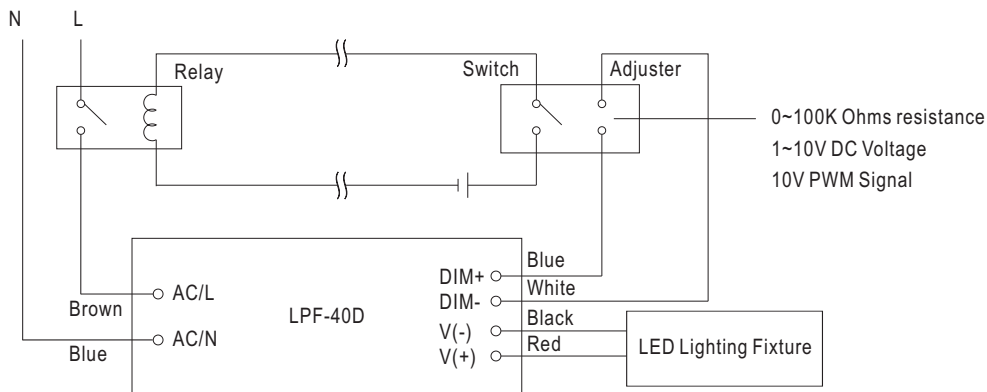 N L
Relay
Switch
Adjuster
0~100K Ohms resistance
1~10V DC Voltage
10V PWM Signal
Brown
Blue
AC/L
AC/N
LPF-40D
DIM+
DIM-
V(-)
V(+)
Blue
White
Black
Red
LED Lighting Fixture